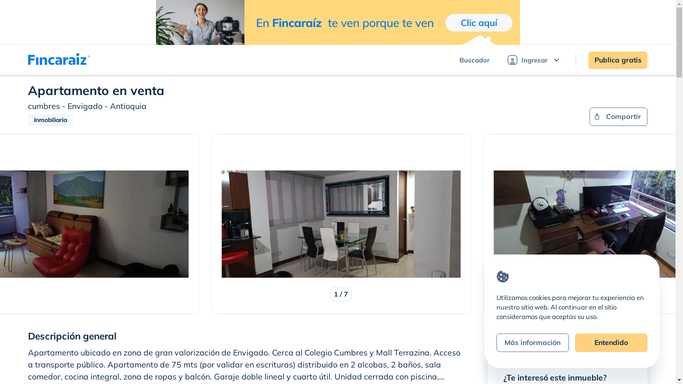 En Fincaraíz te ven porque te ven
Clic aquí
Fincaraiz
Buscador
Ingresar
Publica gratis
Apartamento en venta
cumbres - Envigado - Antioquia
Inmobiliaria
Compartir
1 / 7
Utilizamos cookies para mejorar tu experiencia en
nuestro sitio web. Al continuar en el sitio
consideramos que aceptas su uso.
Más información
Entendido
Descripción general
Apartamento ubicado en zona de gran valorización de Envigado. Cerca al Colegio Cumbres y Mall Terrazina. Acceso
a transporte público. Apartamento de 75 mts (por validar en escrituras) distribuido en 2 alcobas, 2 baños, sala
comedor, cocina integral, zona de ropas y balcón. Garaje doble lineal y cuarto útil. Unidad cerrada con piscina,...
¿Te interesó este inmueble?